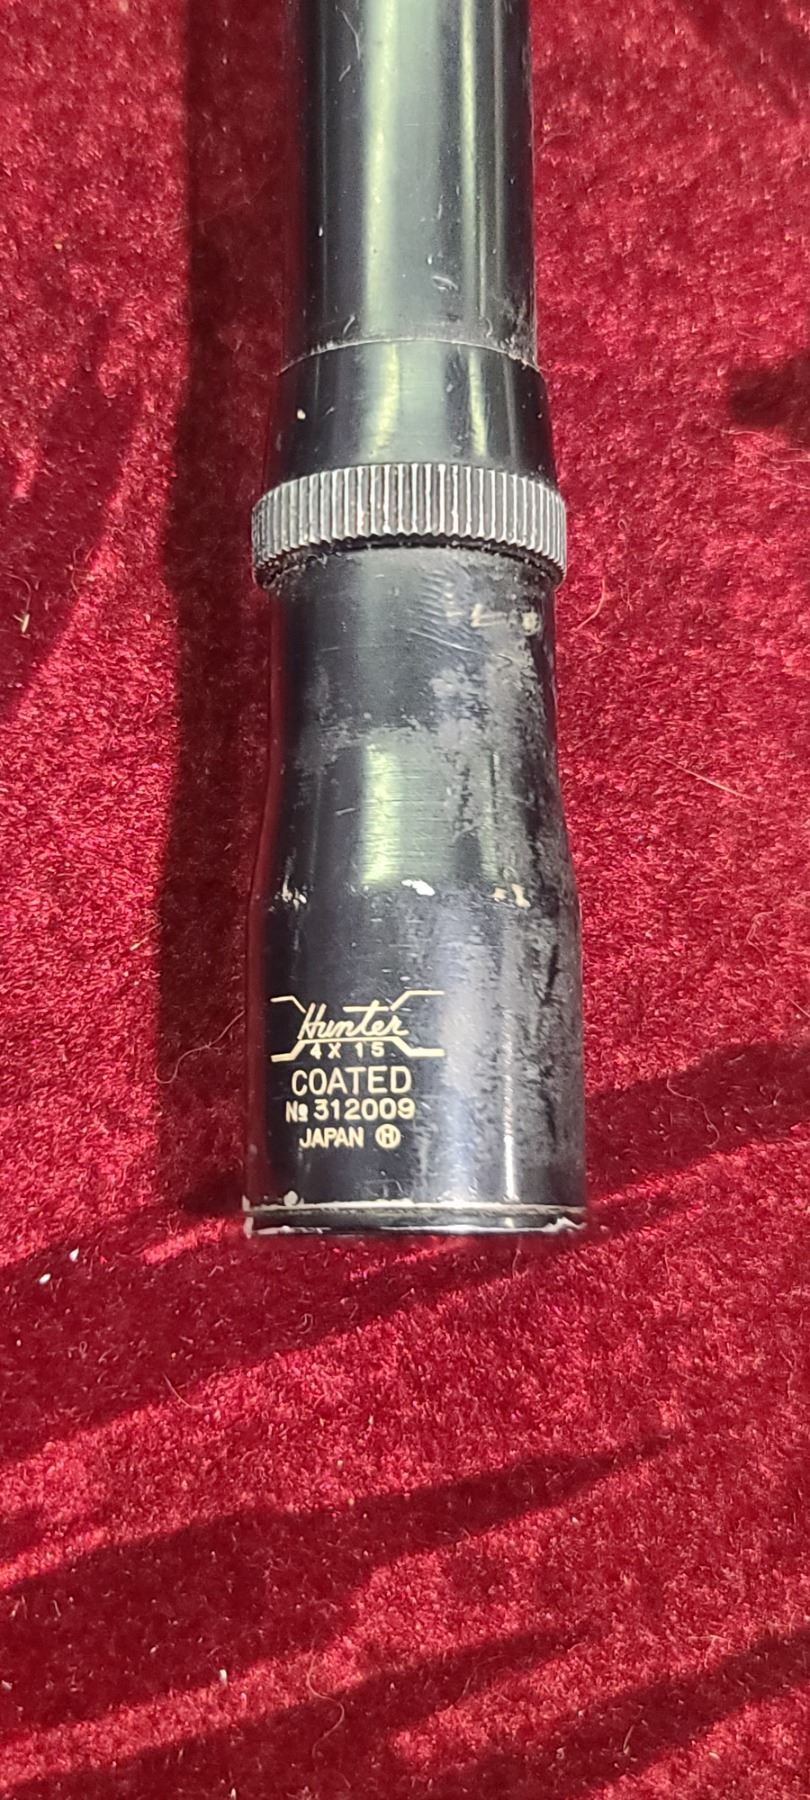 Hunter
4 X 15
COATED
№ 312009
JAPAN Ⓗ